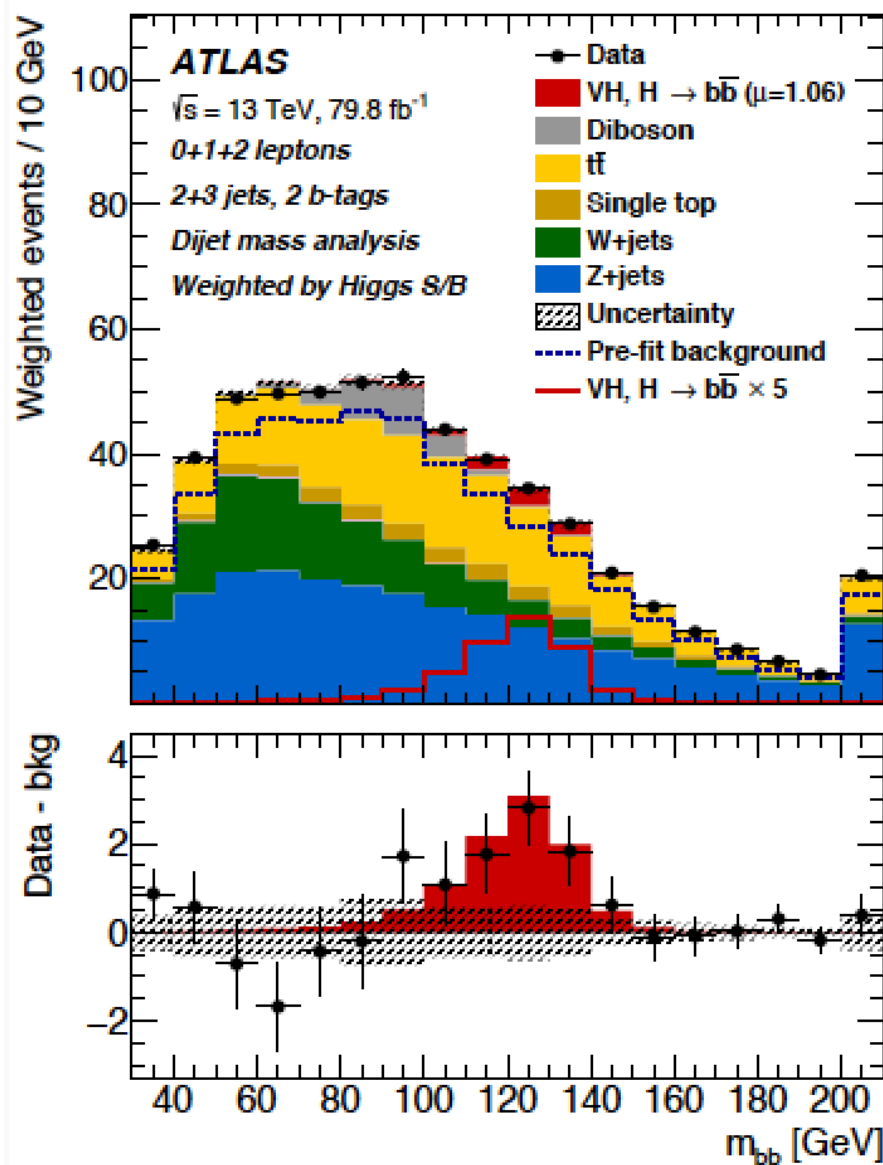 Weighted events / 10 GeV
100
80
60
40
20
ATLAS
√s = 13 TeV, 79.8 fb⁻¹
0+1+2 leptons
2+3 jets, 2 b-tags
Dijet mass analysis
Weighted by Higgs S/B
Data
VH, H → bb̅ (μ=1.06)
Diboson
tt̅
Single top
W+jets
Z+jets
Uncertainty
Pre-fit background
VH, H → bb̅ × 5
Data - bkg
4
2
0
−2
40 60 80 100 120 140 160 180 200
m_bb [GeV]